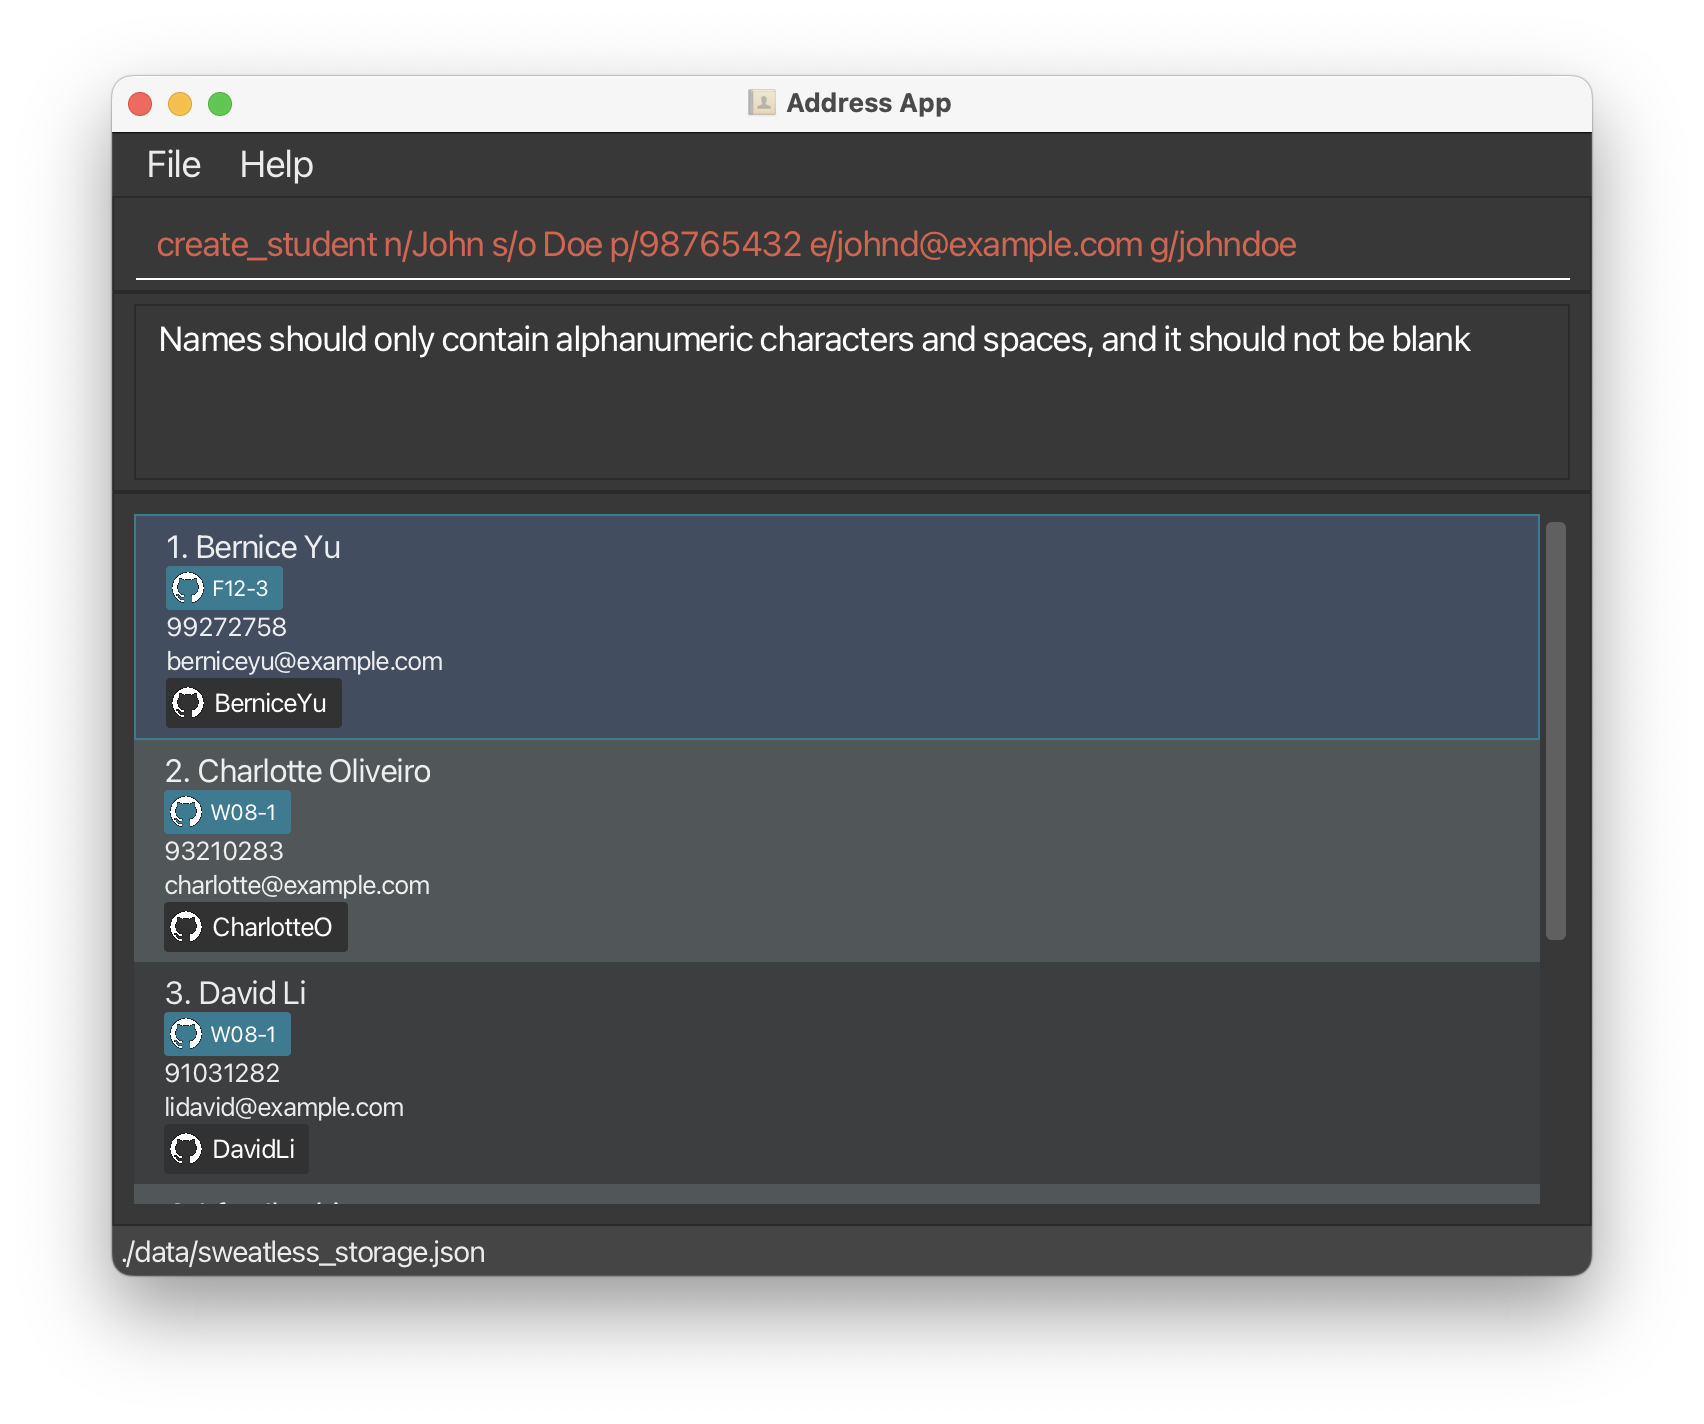 Address App
File Help
create_student n/John s/o Doe p/98765432 e/johnd@example.com g/johndoe
Names should only contain alphanumeric characters and spaces, and it should not be blank
1. Bernice Yu
F12-3
99272758
berniceyu@example.com
BerniceYu
2. Charlotte Oliveiro
W08-1
93210283
charlotte@example.com
CharlotteO
3. David Li
W08-1
91031282
lidavid@example.com
DavidLi
./data/sweatless_storage.json